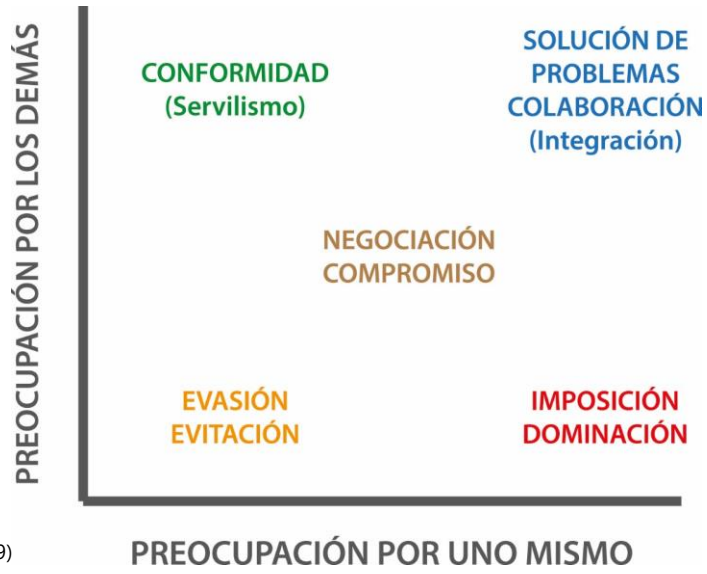 PREOCUPACIÓN POR LOS DEMÁS
CONFORMIDAD
(Servilismo)
SOLUCIÓN DE
PROBLEMAS
COLABORACIÓN
(Integración)
NEGOCIACIÓN
COMPROMISO
EVASIÓN
EVITACIÓN
IMPOSICIÓN
DOMINACIÓN
9)
PREOCUPACIÓN POR UNO MISMO